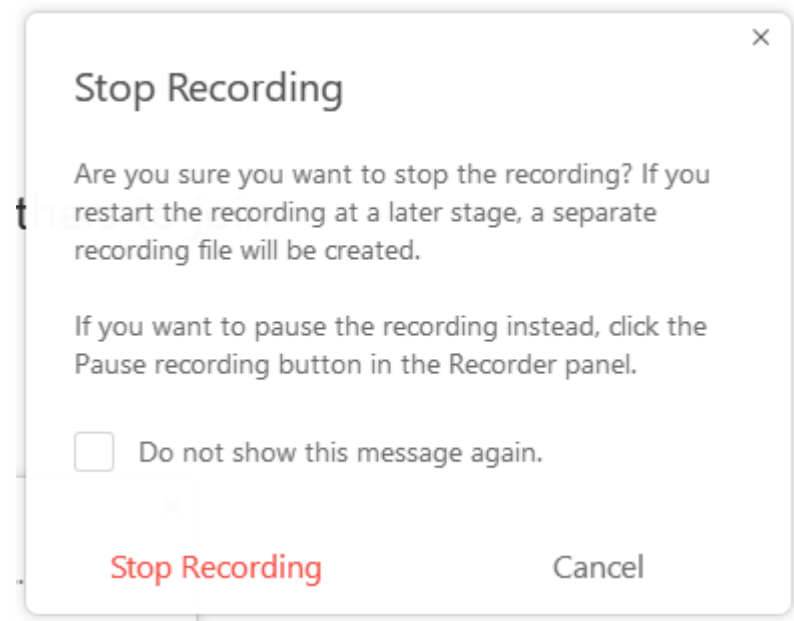 Stop Recording
Are you sure you want to stop the recording? If you
restart the recording at a later stage, a separate
recording file will be created.
If you want to pause the recording instead, click the
Pause recording button in the Recorder panel.
Do not show this message again.
Stop Recording
Cancel